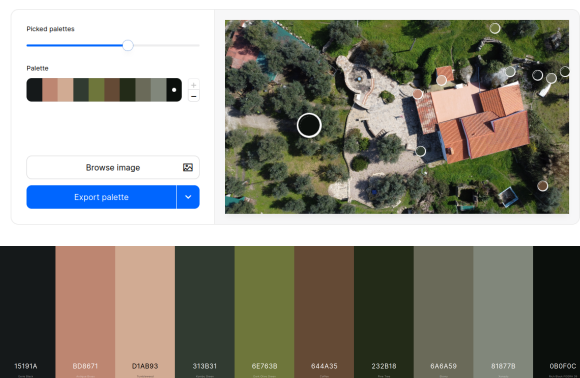 Picked palettes
Palette
Browse image
Export palette
15191A
BD8671
D1AB93
313B31
6E763B
644A35
232B18
6A6A59
81877B
0B0F0C